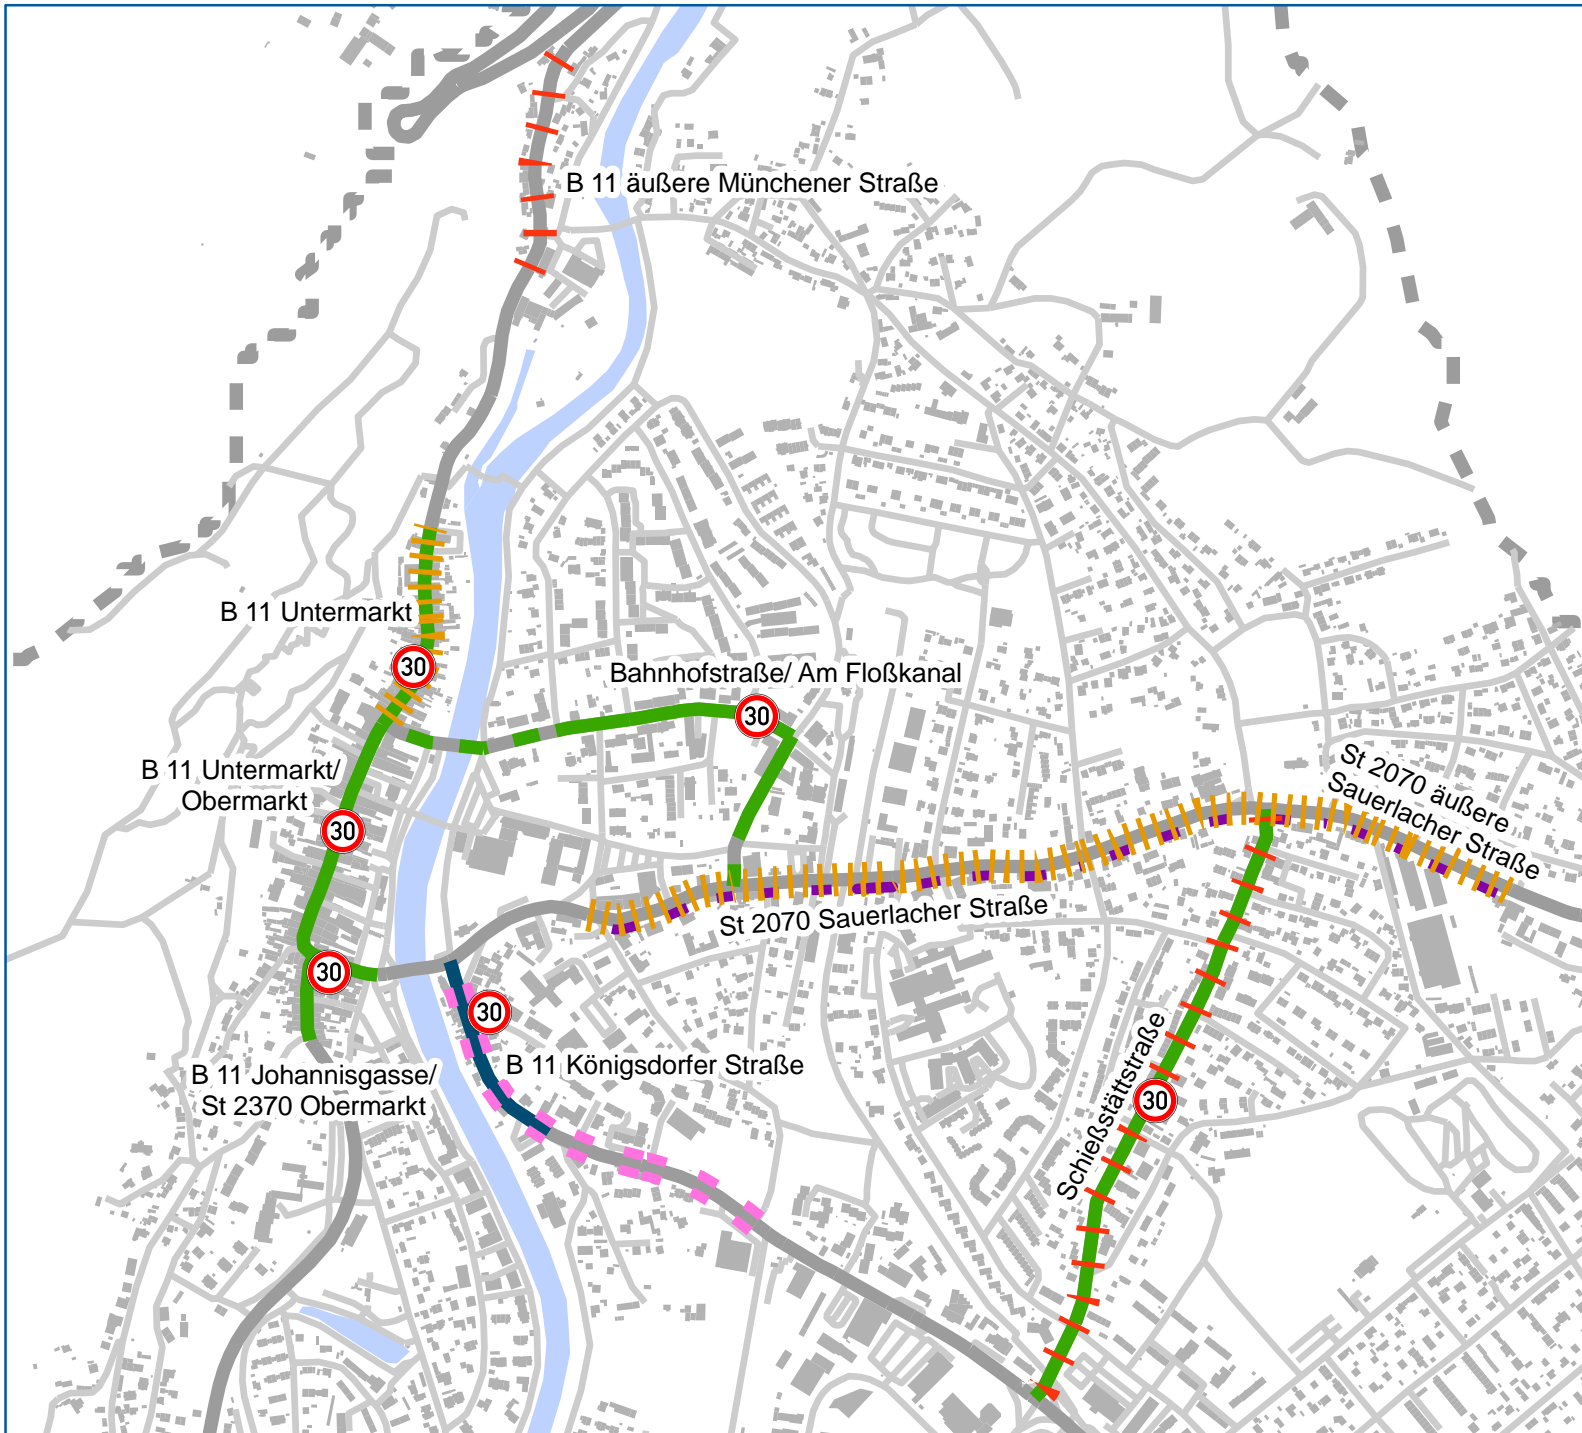 B 11 äußere Münchener Straße
B 11 Untermarkt
30
Bahnhofstraße/ Am Floßkanal
30
B 11 Untermarkt/
Obermarkt
30
St 2070 äußere
Sauerlacher Straße
St 2070 Sauerlacher Straße
30
30
B 11 Königsdorfer Straße
B 11 Johannisgasse/
St 2370 Obermarkt
Schießstättstraße
30